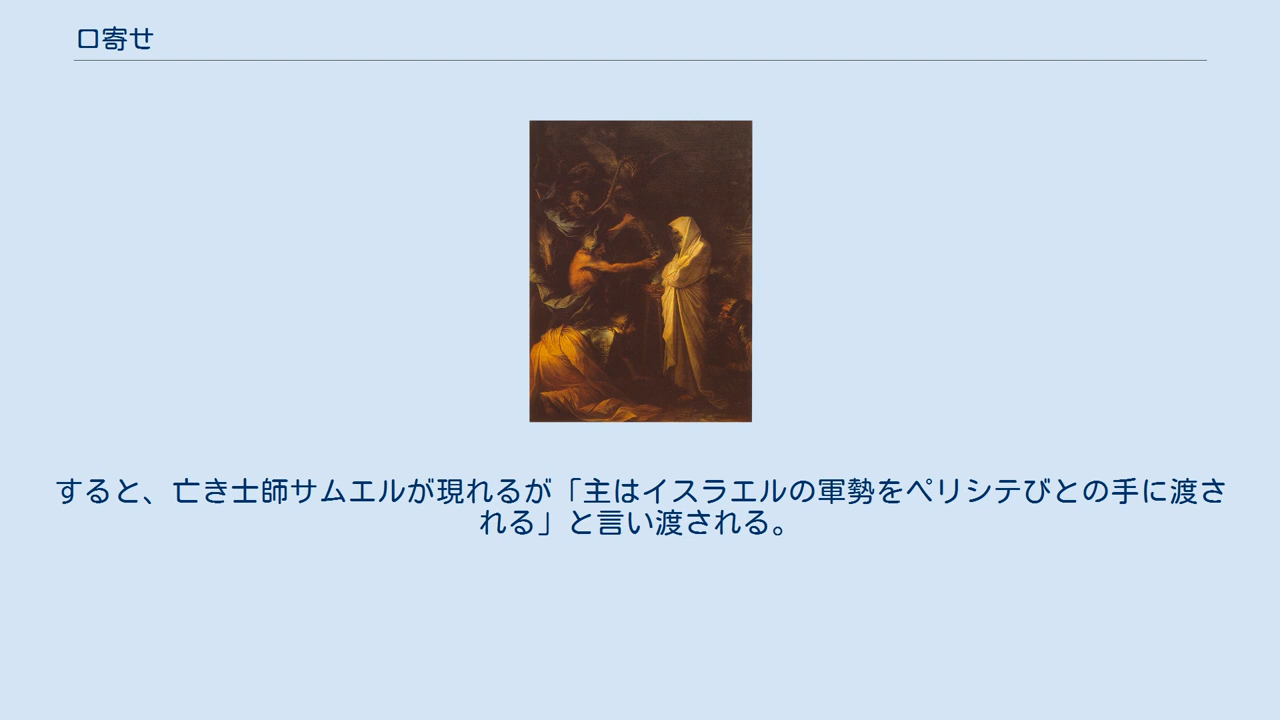 口寄せ
すると、亡き士師サムエルが現れるが「主はイスラエルの軍勢をペリシテびとの手に渡さ
れる」と言い渡される。